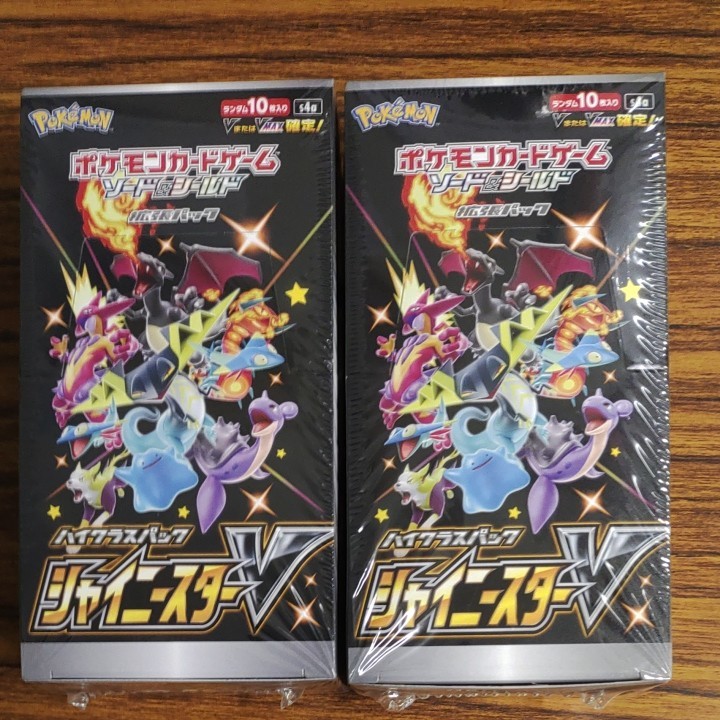 POKéMON
ランダム10枚入り s4a
VまたはVMAX確定!
ポケモンカードゲーム
ソード&シールド
拡張パック
ハイクラスパック
シャイニースターV
POKéMON
ランダム10枚入り s4a
VまたはVMAX確定!
ポケモンカードゲーム
ソード&シールド
拡張パック
ハイクラスパック
シャイニースターV